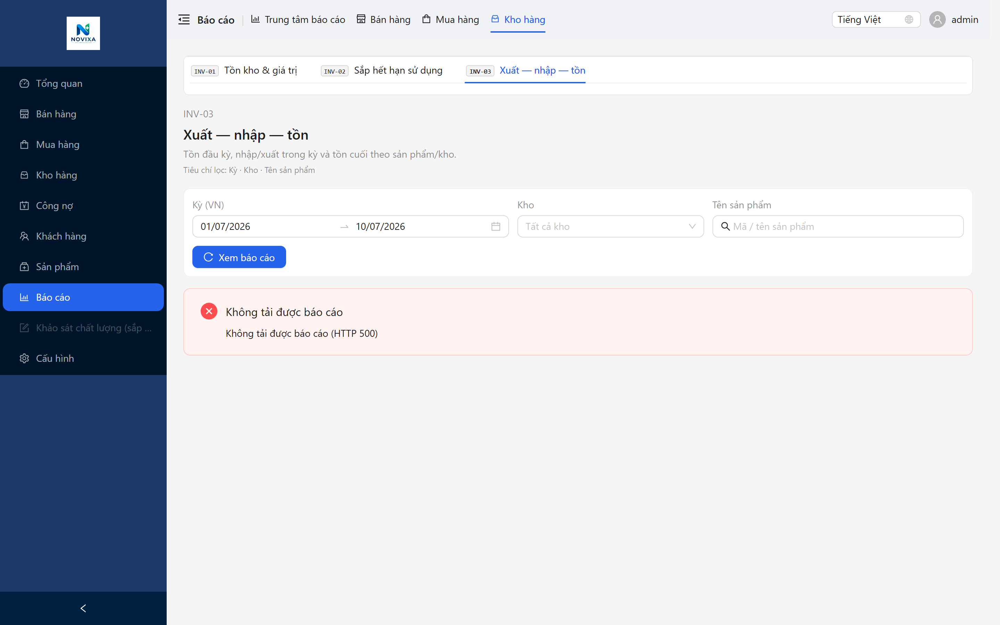 NOVIXA
Tổng quan
Bán hàng
Mua hàng
Kho hàng
Công nợ
Khách hàng
Sản phẩm
Báo cáo
Khảo sát chất lượng (sắp ...
Cấu hình
Báo cáo
Trung tâm báo cáo
Bán hàng
Mua hàng
Kho hàng
Tiếng Việt
admin
INV-01 Tồn kho & giá trị
INV-02 Sắp hết hạn sử dụng
INV-03 Xuất — nhập — tồn
INV-03
Xuất — nhập — tồn
Tồn đầu kỳ, nhập/xuất trong kỳ và tồn cuối theo sản phẩm/kho.
Tiêu chí lọc: Kỳ · Kho · Tên sản phẩm
Kỳ (VN)
01/07/2026
10/07/2026
Kho
Tất cả kho
Tên sản phẩm
Mã / tên sản phẩm
Xem báo cáo
Không tải được báo cáo
Không tải được báo cáo (HTTP 500)